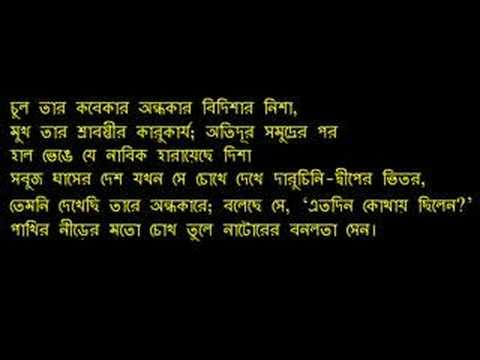 চুল তার কবেকার অন্ধকার বিদিশার নিশা,
মুখ তার শ্রাবস্তীর কারুকার্য; অতিদূর সমুদ্রের পর
হাল ভেঙে যে নাবিক হারায়েছে দিশা
সবুজ ঘাসের দেশ যখন সে চোখে দেখে দারুচিনি-দ্বীপের ভিতর,
তেমনি দেখেছি তারে অন্ধকারে; বলেছে সে, ‘এতদিন কোথায় ছিলেন?’
পাখির নীড়ের মতো চোখ তুলে নাটোরের বনলতা সেন।